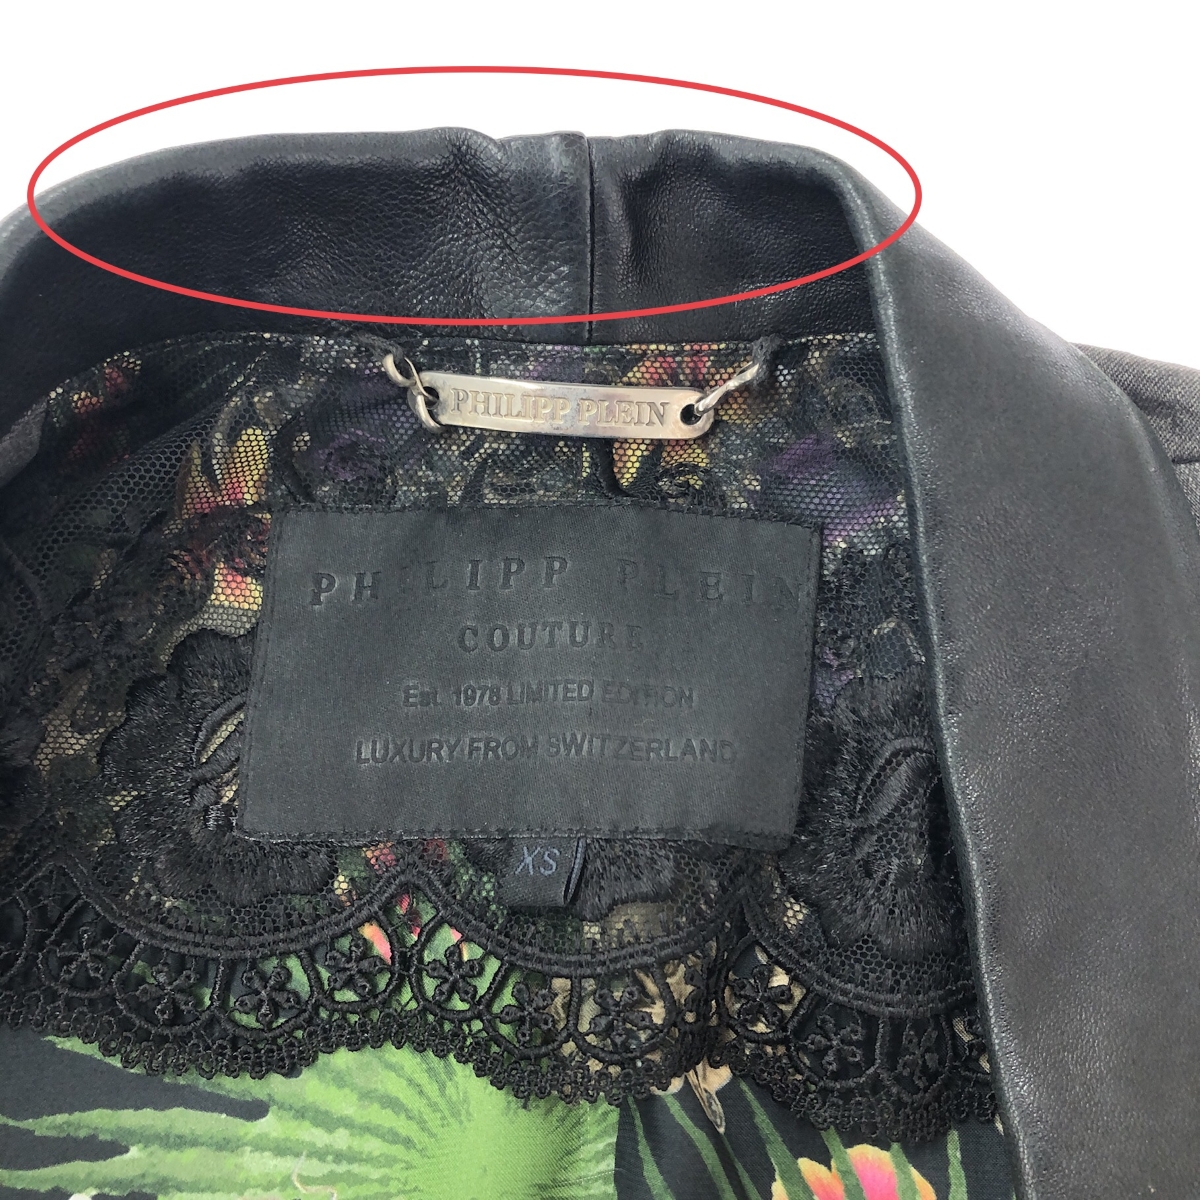 PHILIPP PLEIN
PHILIPP PLEIN
COUTURE
Est. 1978 LIMITED EDITION
LUXURY FROM SWITZERLAND
XS